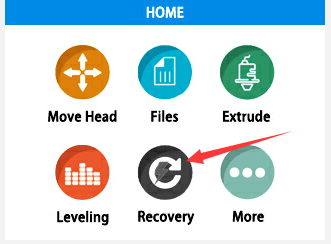 HOME
Move Head Files Extrude
Leveling Recovery More